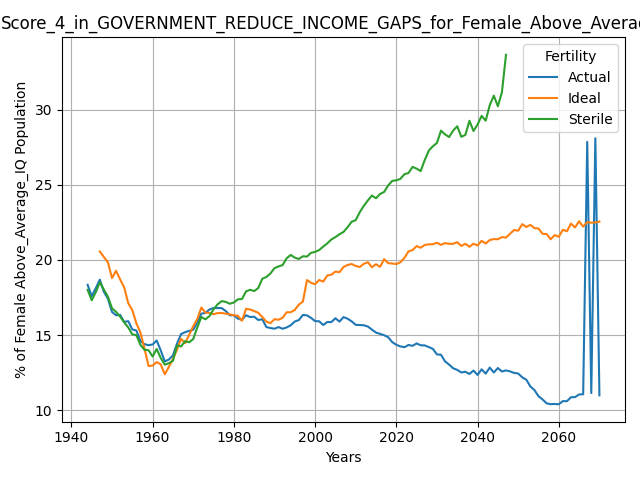 Score_4_in_GOVERNMENT_REDUCE_INCOME_GAPS_for_Female_Above_Avera
% of Female Above_Average_IQ Population
30
25
20
15
10
Fertility
Actual
Ideal
Sterile
1940
1960
1980
2000
2020
2040
2060
Years